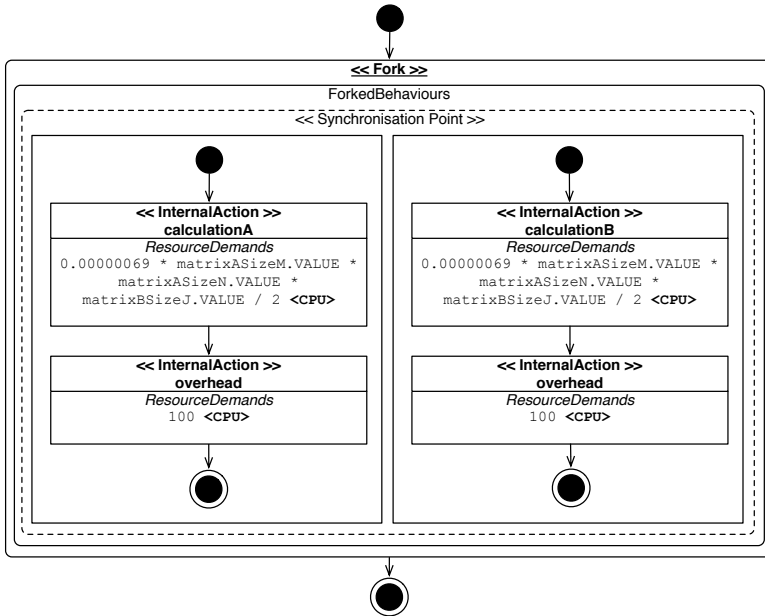 << Fork >>
ForkedBehaviours
<< Synchronisation Point >>
<< InternalAction >>
calculationA
ResourceDemands
0.00000069 * matrixASizeM.VALUE *
matrixASizeN.VALUE *
matrixBSizeJ.VALUE / 2 <CPU>
<< InternalAction >>
overhead
ResourceDemands
100 <CPU>
<< InternalAction >>
calculationB
ResourceDemands
0.00000069 * matrixASizeM.VALUE *
matrixASizeN.VALUE *
matrixBSizeJ.VALUE / 2 <CPU>
<< InternalAction >>
overhead
ResourceDemands
100 <CPU>